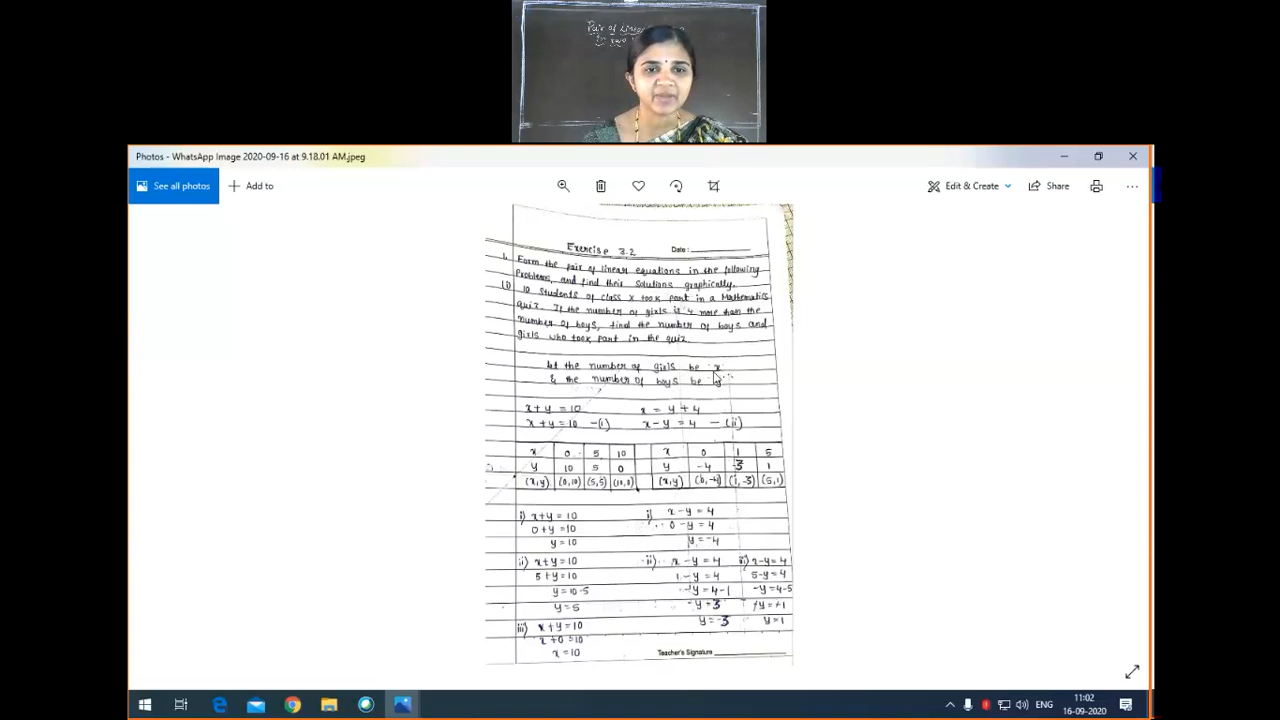 Pair of Linear
in two
Photos - WhatsApp Image 2020-09-16 at 9.18.01 AM.jpeg
See all photos
Add to
Edit & Create
Share
Exercise 3.2
Date :
1. Form the pair of linear equations in the following
Problems, and find their solutions graphically.
(i) 10 Students of class x took part in a Mathematics
quiz. If the number of girls is 4 more than the
number of boys, find the number of boys and
girls who took part in the quiz.
let the number of girls be x
& the number of boys be y
x+y = 10 x = y + 4
x+y = 10 -(i) x - y = 4 - (ii)
x 0 5 10 x 0 1 5
y 10 5 0 y -4 -3 1
(x,y) (0,10) (5,5) (10,0) (x,y) (0,-4) (1,-3) (5,1)
i) x+y = 10 i) x-y = 4
0+y = 10 0-y = 4
y = 10 y = -4
ii) x+y = 10 ii) x-y = 4 iii) x-y = 4
5+y = 10 1-y = 4 5-y = 4
y = 10-5 -y = 4-1 -y = 4-5
y = 5 -y = 3 -y = -1
iii) x+y = 10 y = -3 y = 1
x+0 = 10
x = 10
Teacher's Signature
ENG
11:02
16-09-2020